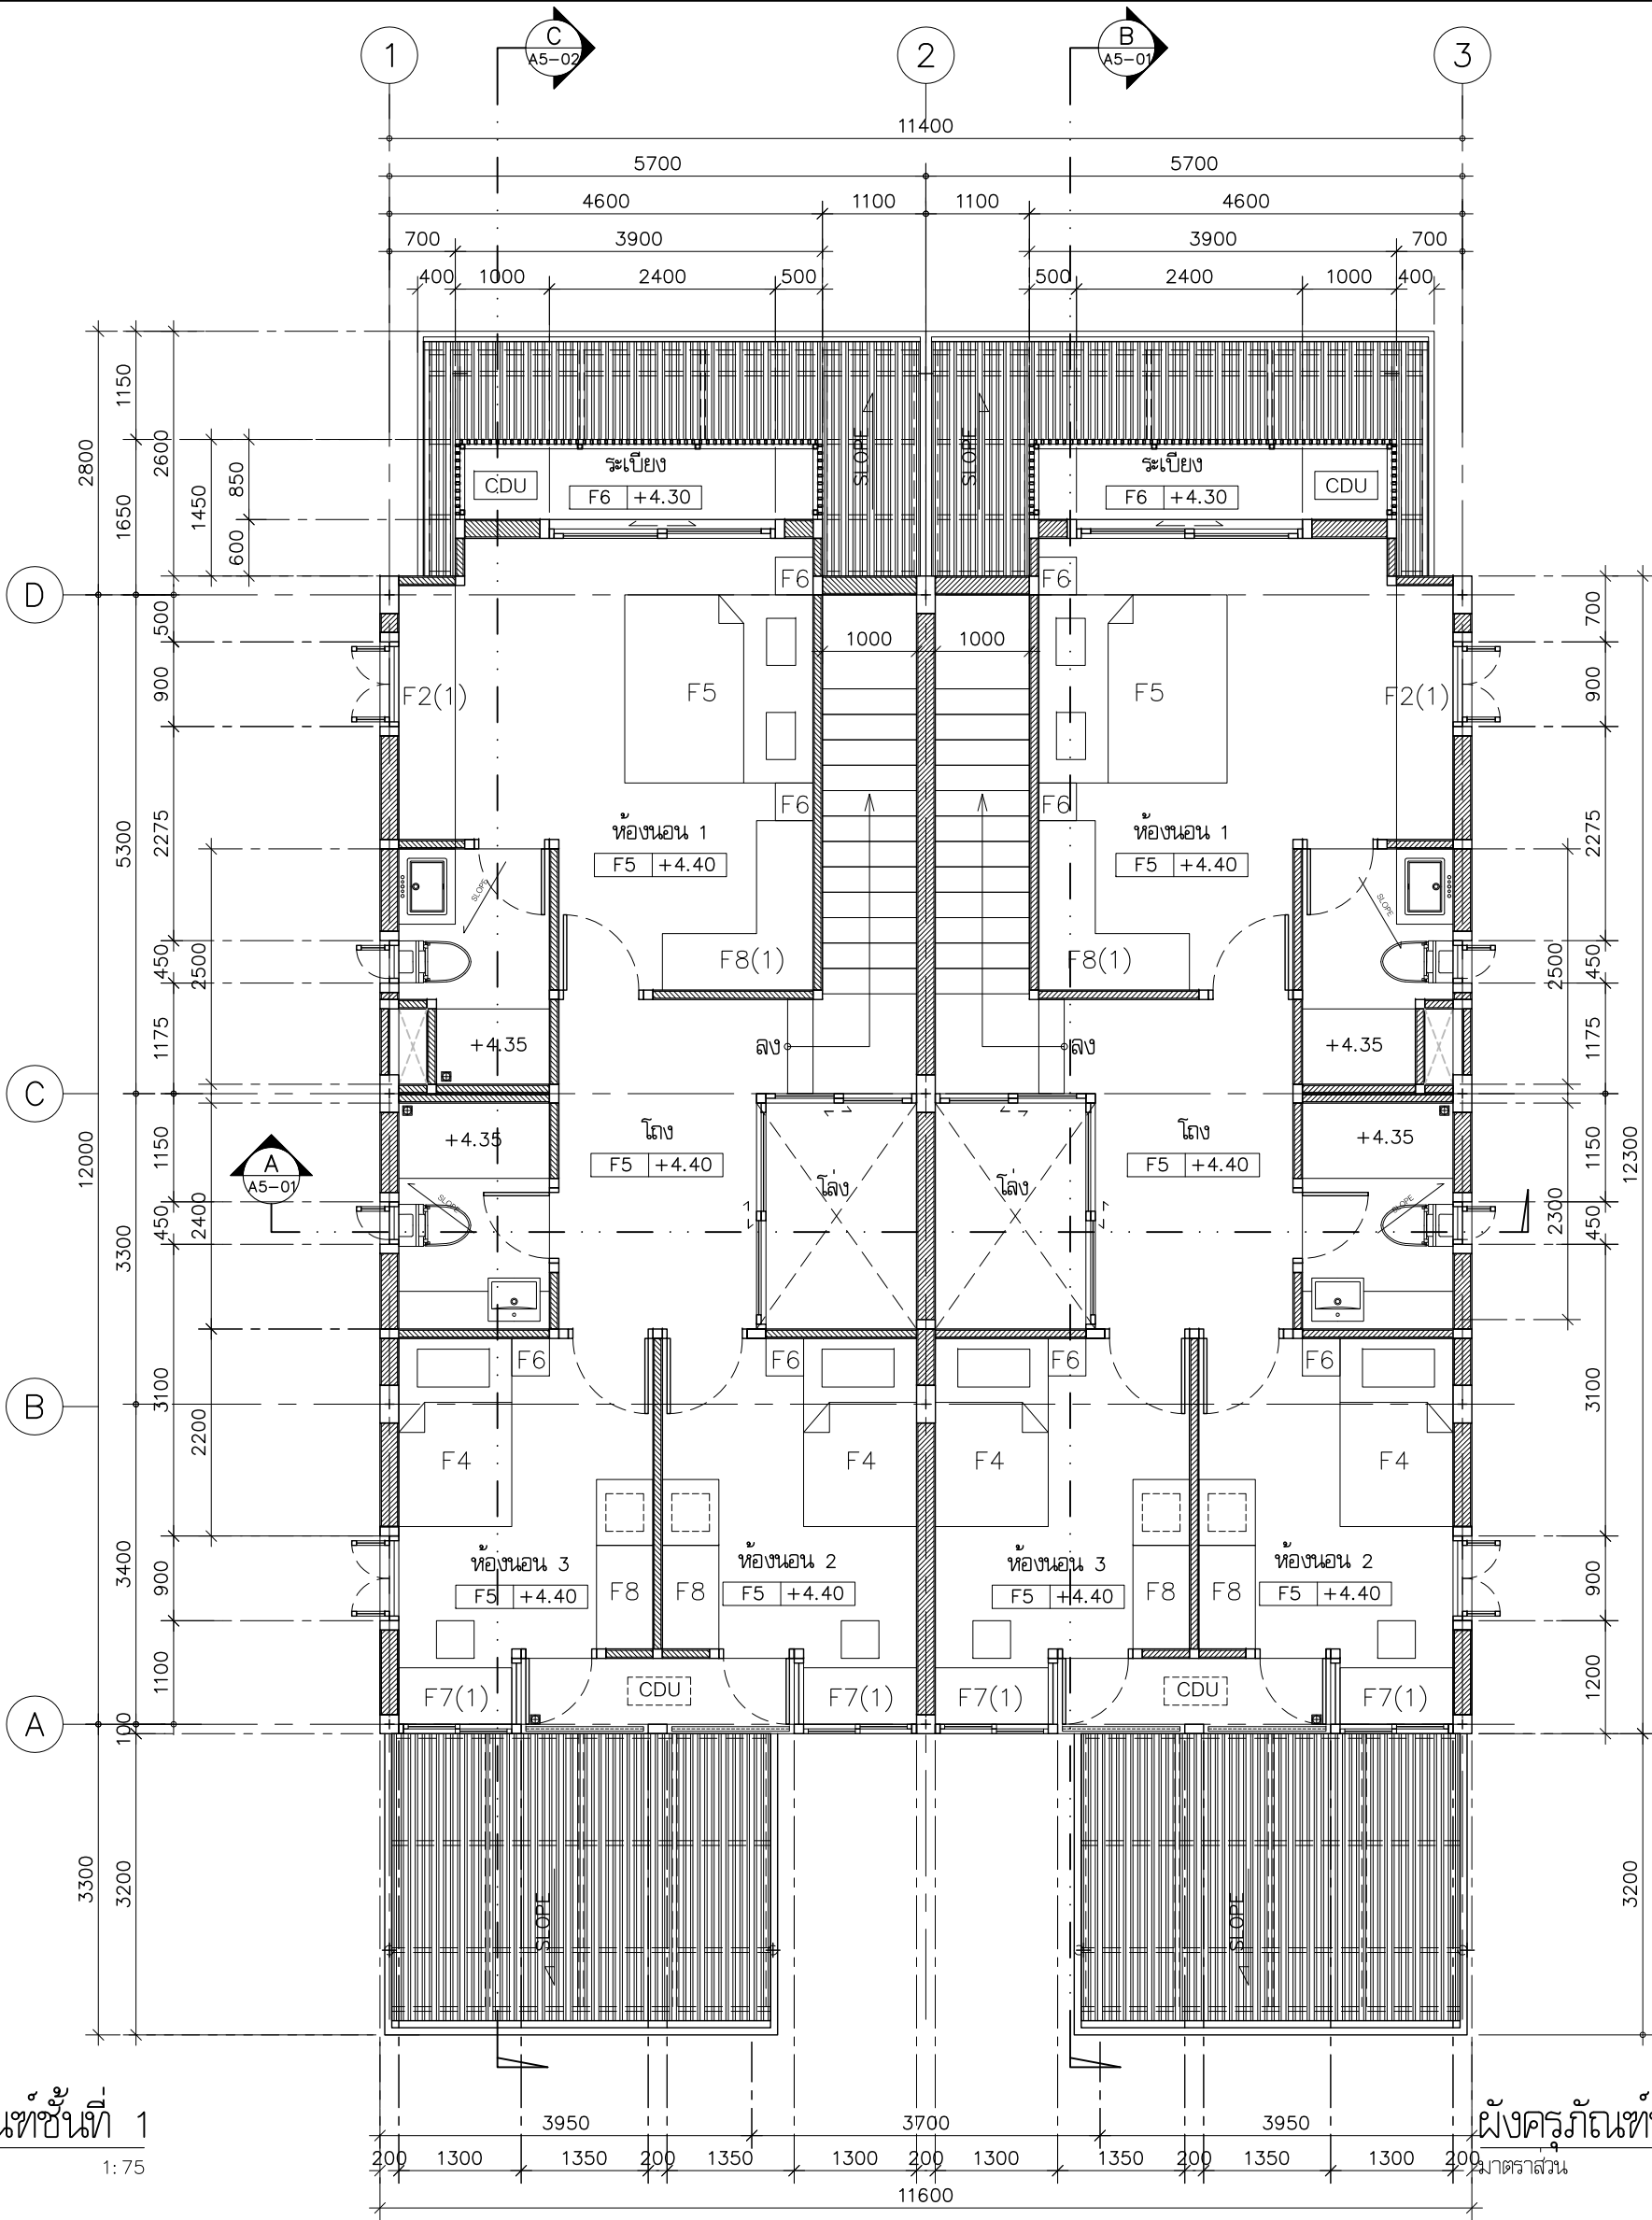 C
A5-02
B
A5-01
1
2
3
11400
5700
5700
4600
1100
1100
4600
700
3900
3900
700
400
1000
2400
500
500
2400
1000
400
1150
2800
2600
1650
1450
850
600
SLOPE
SLOPE
ระเบียง
CDU
F6 +4.30
ระเบียง
F6 +4.30
CDU
D
500
F6
F6
700
1000
1000
900
F2(1)
F5
F5
F2(1)
900
F6
F6
5300
2275
ห้องนอน 1
F5 +4.40
ห้องนอน 1
F5 +4.40
2275
SLOPE
SLOPE
2500
450
F8(1)
F8(1)
450
2500
1175
+4.35
ลง
ลง
+4.35
1175
C
12000
1150
+4.35
โถง
F5 +4.40
โถง
F5 +4.40
+4.35
1150
12300
A
A5-01
โล่ง
โล่ง
SLOPE
SLOPE
3300
450
2400
2300
450
F6
F6
F6
F6
B
3100
2200
F4
F4
F4
F4
3100
3400
900
ห้องนอน 3
F5 +4.40
F8
F8
ห้องนอน 2
F5 +4.40
ห้องนอน 3
F5 +4.40
F8
F8
ห้องนอน 2
F5 +4.40
900
1100
F7(1)
CDU
F7(1)
F7(1)
CDU
F7(1)
1200
A
100
3300
3200
SLOPE
SLOPE
3200
ณฑ์ชั้นที่ 1
1:75
3950
3700
3950
ผังครุภัณฑ์
มาตราส่วน
200
1300
1350
200
1350
1300
200
1300
1350
200
1350
1300
200
11600